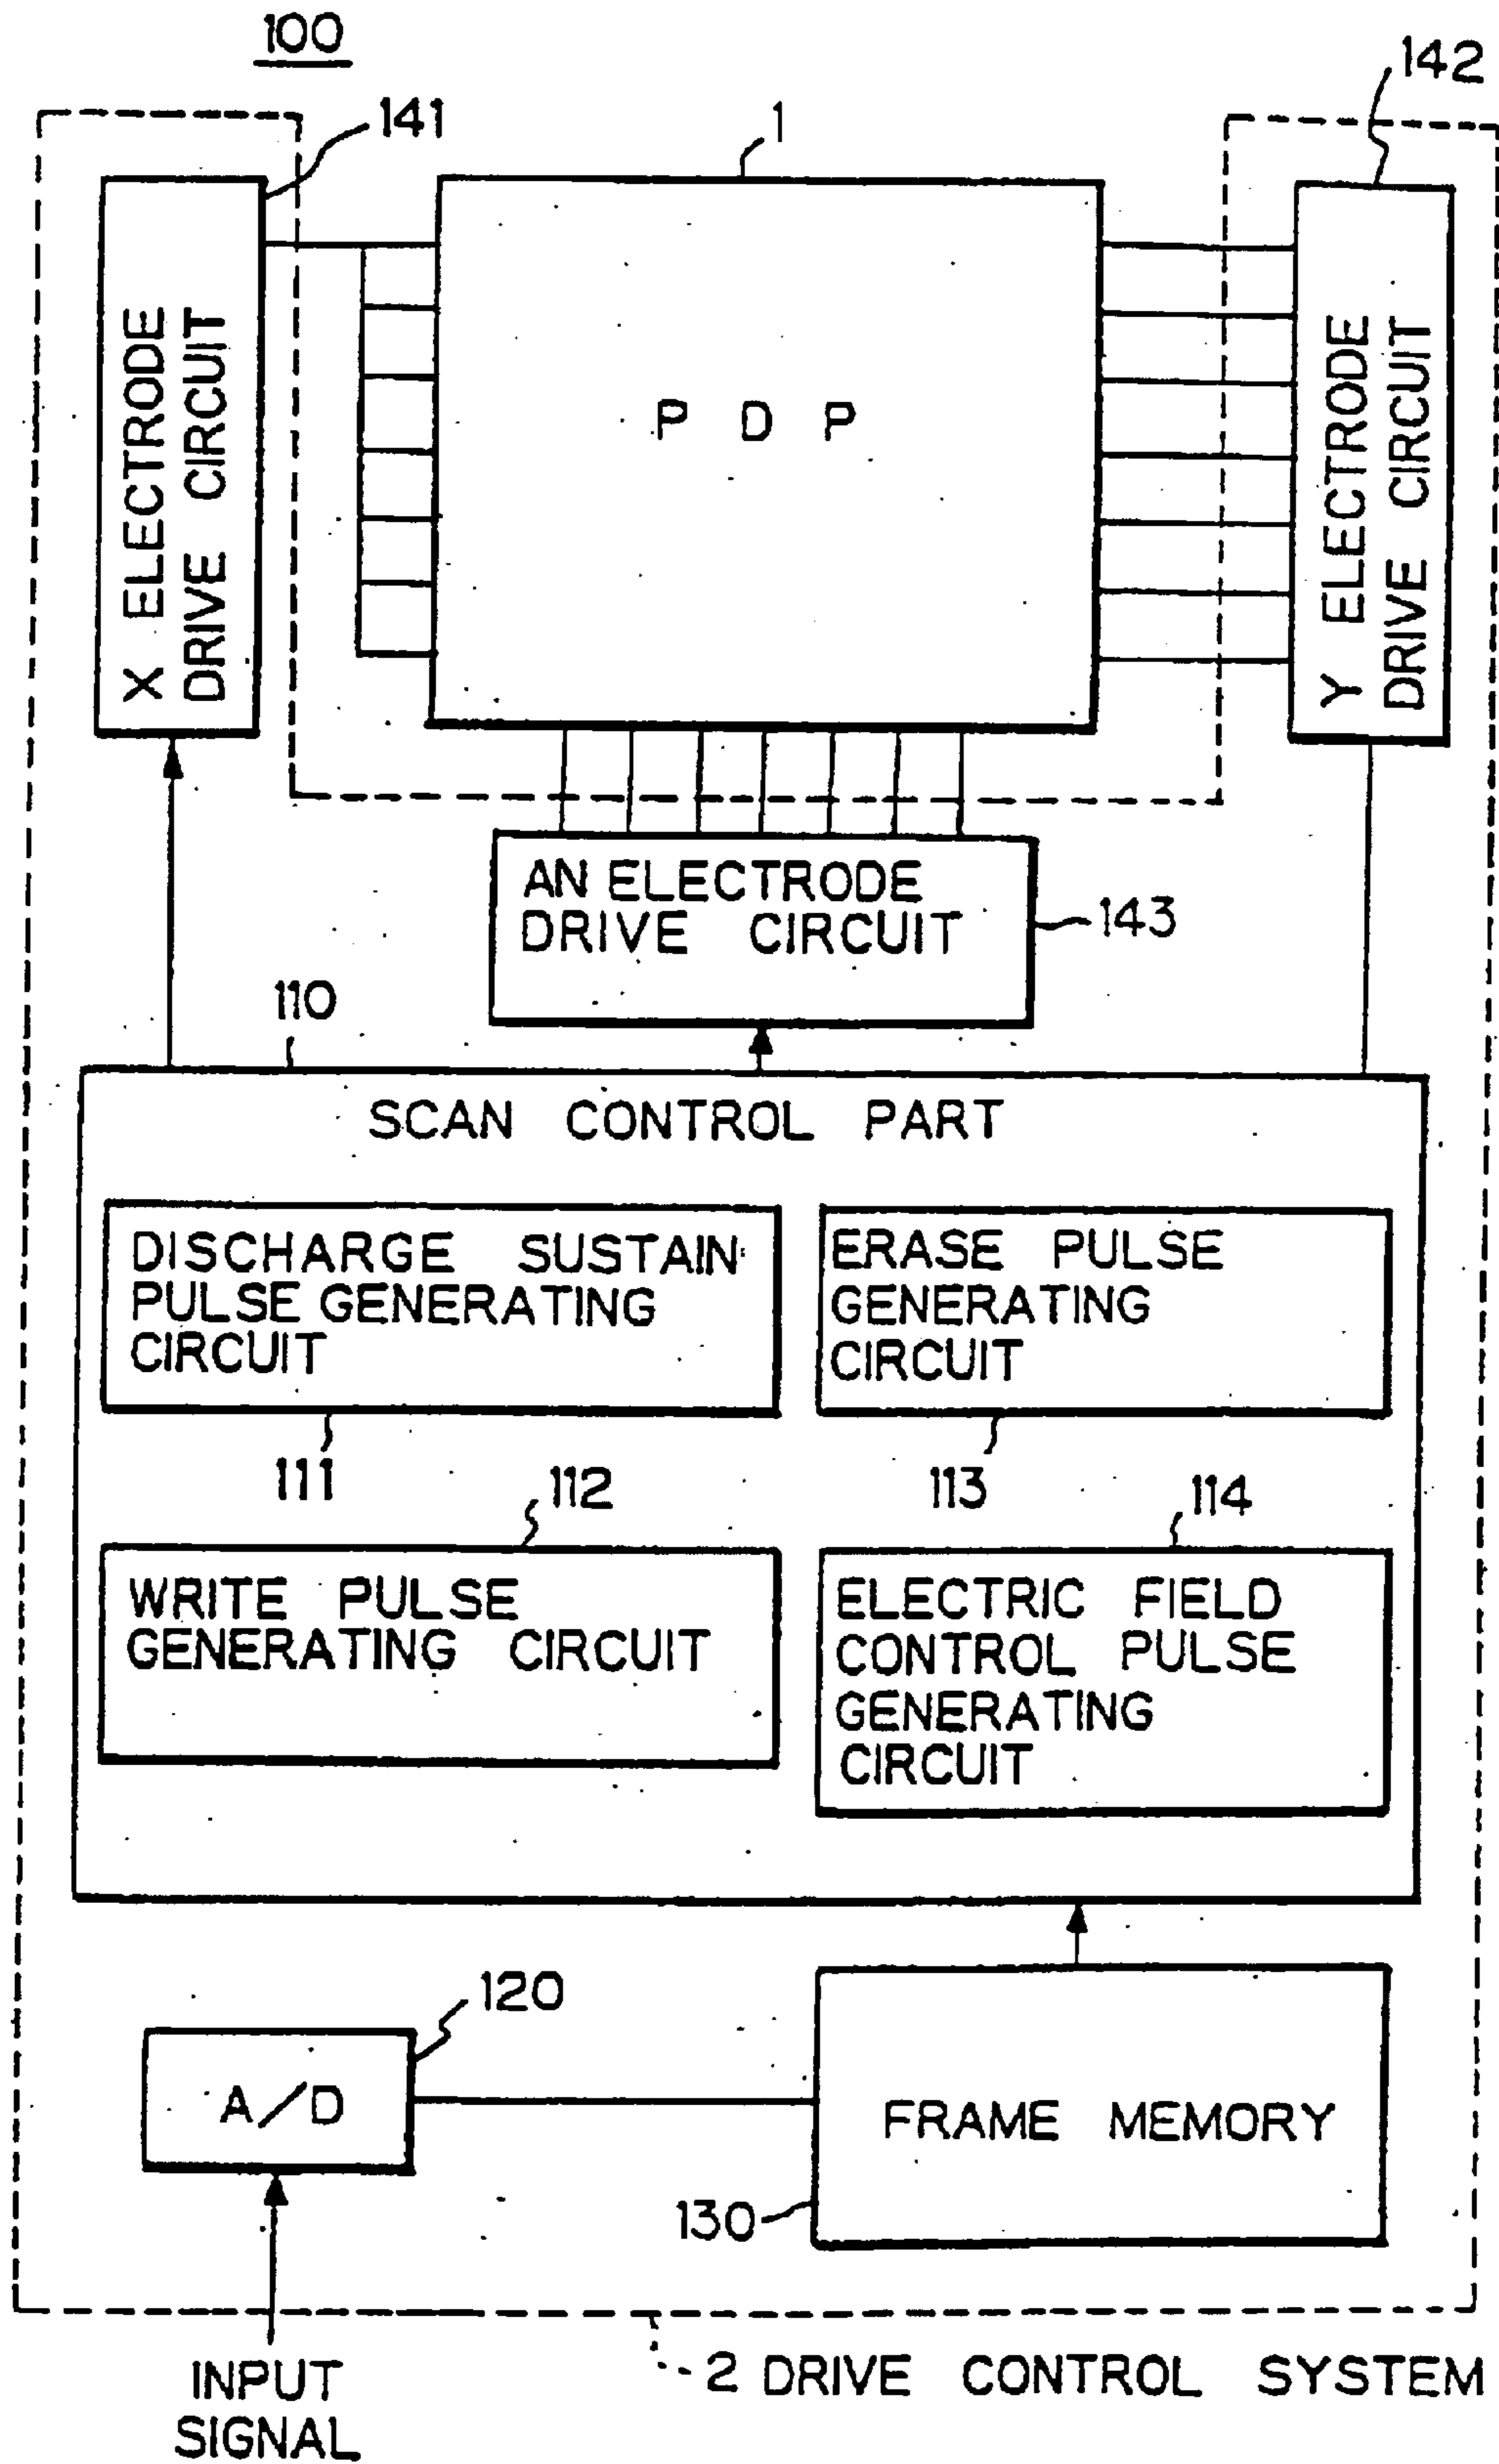 100
141
1
142
X ELECTRODE
DRIVE CIRCUIT
P D P
Y ELECTRODE
DRIVE CIRCUIT
AN ELECTRODE
DRIVE CIRCUIT
143
110
SCAN CONTROL PART
DISCHARGE SUSTAIN
PULSE GENERATING
CIRCUIT
111
ERASE PULSE
GENERATING
CIRCUIT
113
112
WRITE PULSE
GENERATING CIRCUIT
114
ELECTRIC FIELD
CONTROL PULSE
GENERATING
CIRCUIT
120
A/D
FRAME MEMORY
130
INPUT
SIGNAL
2 DRIVE CONTROL SYSTEM